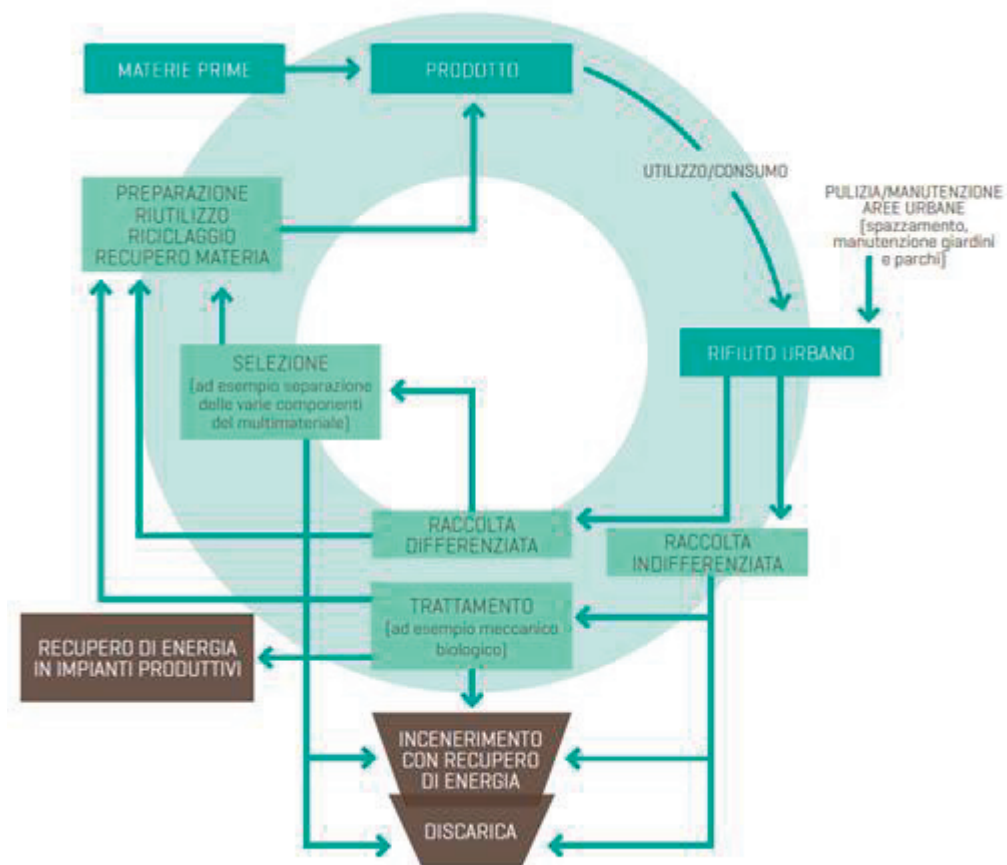 MATERIE PRIME
PRODOTTO
UTILIZZO/CONSUMO
PULIZIA/MANUTENZIONE
AREE URBANE
[spazzamento,
manutenzione giardini
e parchi]
PREPARAZIONE
RIUTILIZZO
RICICLAGGIO
RECUPERO MATERIA
RIFIUTO URBANO
SELEZIONE
[ad esempio separazione
delle varie componenti
del multimateriale]
RACCOLTA
DIFFERENZIATA
RACCOLTA
INDIFFERENZIATA
TRATTAMENTO
[ad esempio meccanico
biologico]
RECUPERO DI ENERGIA
IN IMPIANTI PRODUTTIVI
INCENERIMENTO
CON RECUPERO
DI ENERGIA
DISCARICA